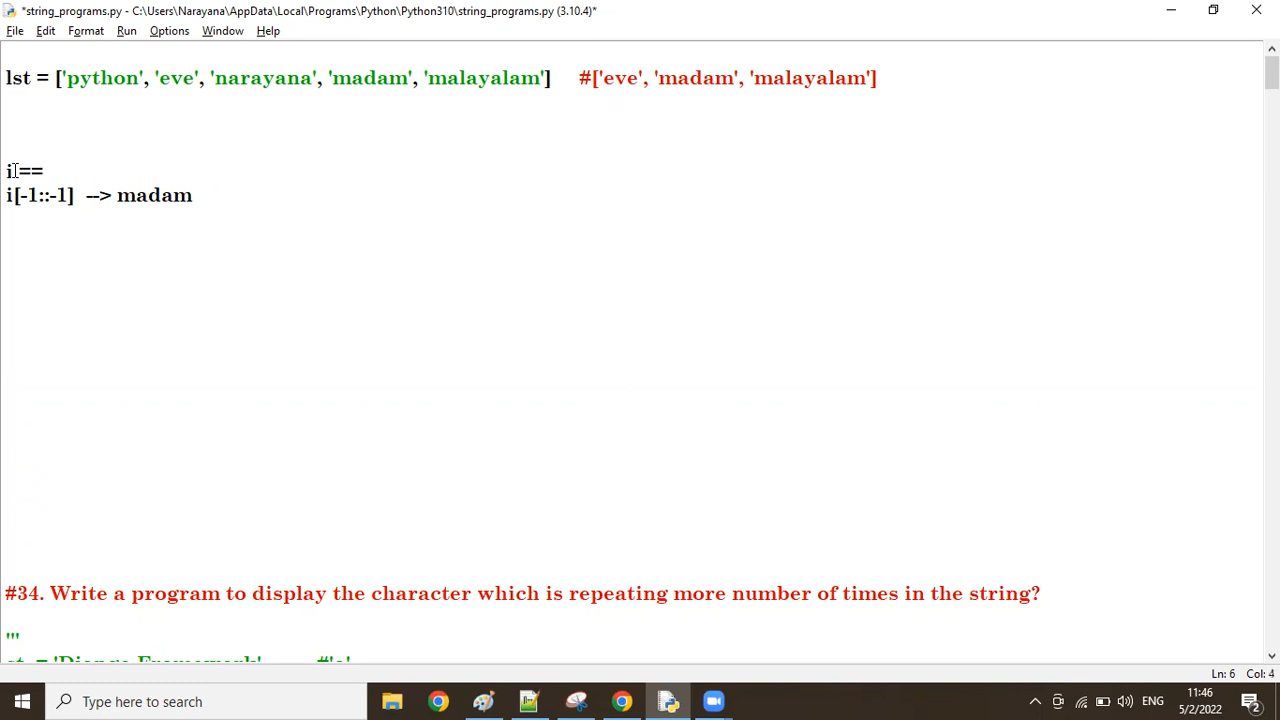 *string_programs.py - C:\Users\Narayana\AppData\Local\Programs\Python\Python310\string_programs.py (3.10.4)*
File Edit Format Run Options Window Help
lst = ['python', 'eve', 'narayana', 'madam', 'malayalam'] #['eve', 'madam', 'malayalam']
i ==
i[-1::-1] --> madam
#34. Write a program to display the character which is repeating more number of times in the string?
'''
Ln: 6 Col: 4
Type here to search
ENG
11:46
5/2/2022
2